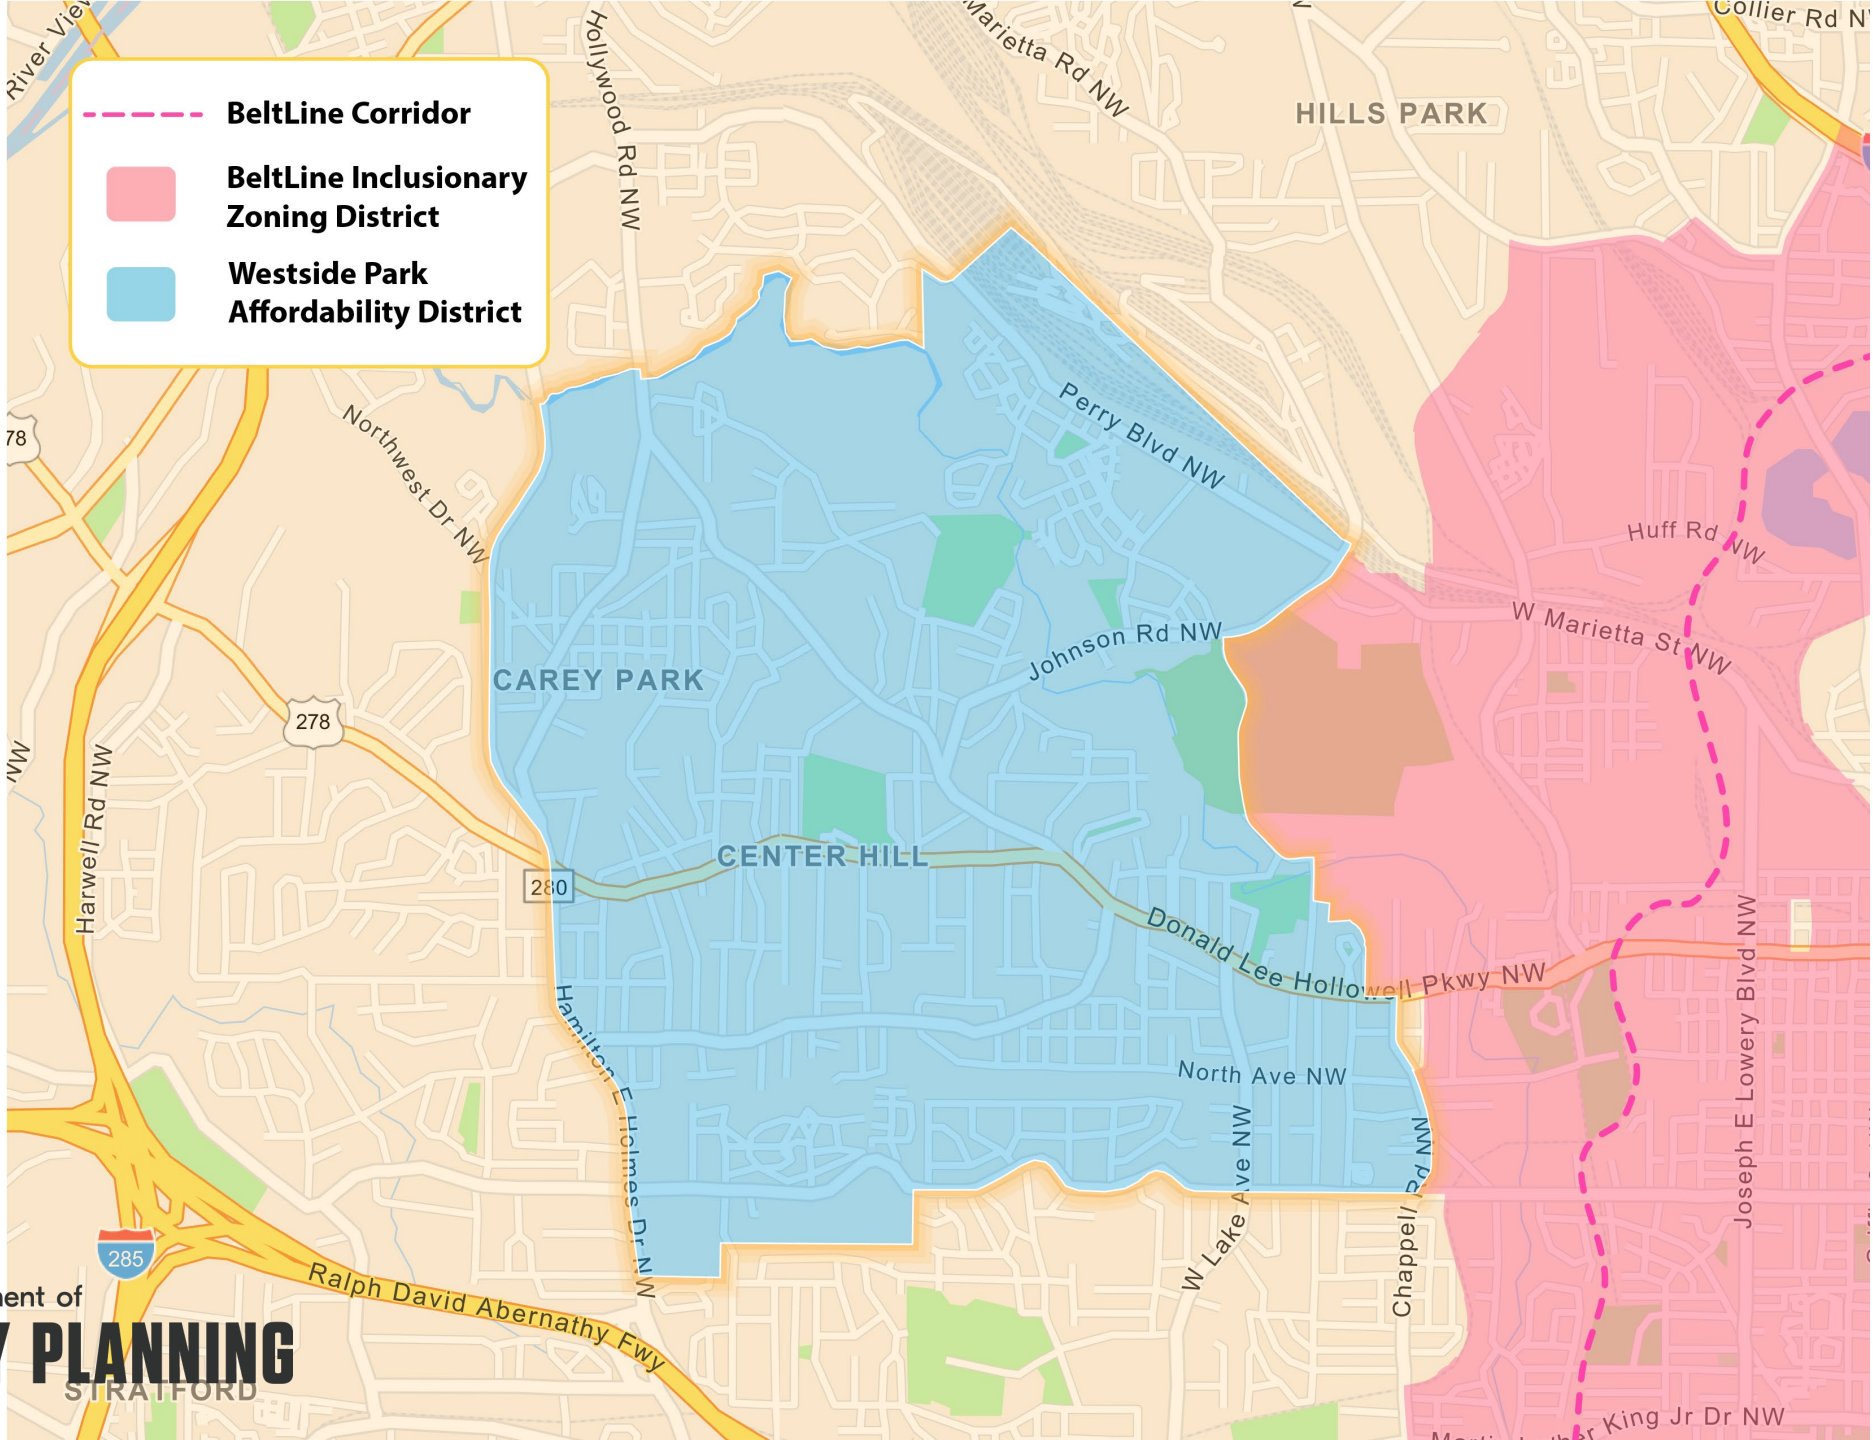 River View
Hollywood Rd NW
Marietta Rd NW
Collier Rd N
HILLS PARK
BeltLine Corridor
BeltLine Inclusionary
Zoning District
Westside Park
Affordability District
78
Northwest Dr NW
Perry Blvd NW
Huff Rd NW
W Marietta St NW
Johnson Rd NW
CAREY PARK
278
NW
Harwell Rd NW
CENTER HILL
280
Donald Lee Hollowell Pkwy NW
Hamilton E Holmes Dr NW
North Ave NW
Joseph E Lowery Blvd NW
W Lake Ave NW
Chappell Rd NW
285
Ralph David Abernathy Fwy
ent of
Y PLANNING
STRATFORD
King Jr Dr NW